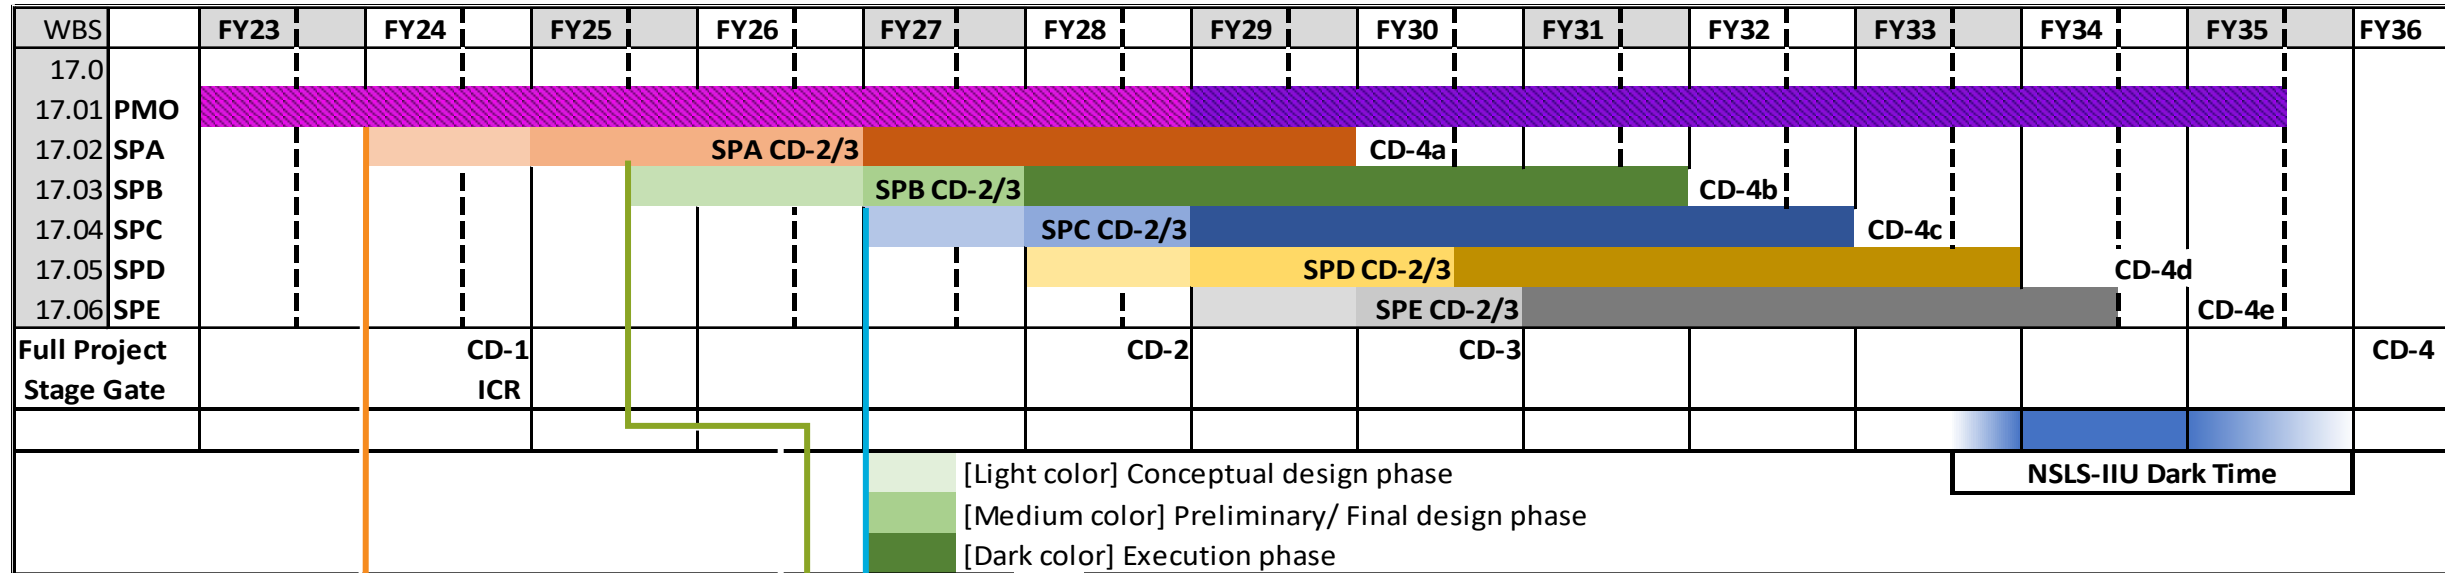 WBS FY23 FY24 FY25 FY26 FY27 FY28 FY29 FY30 FY31 FY32 FY33 FY34 FY35 FY36
17.0
17.01 PMO
17.02 SPA SPA CD-2/3 CD-4a
17.03 SPB SPB CD-2/3 CD-4b
17.04 SPC SPC CD-2/3 CD-4c
17.05 SPD SPD CD-2/3 CD-4d
17.06 SPE SPE CD-2/3 CD-4e
Full Project CD-1 CD-2 CD-3 CD-4
Stage Gate ICR
[Light color] Conceptual design phase NSLS-IIU Dark Time
[Medium color] Preliminary/ Final design phase
[Dark color] Execution phase